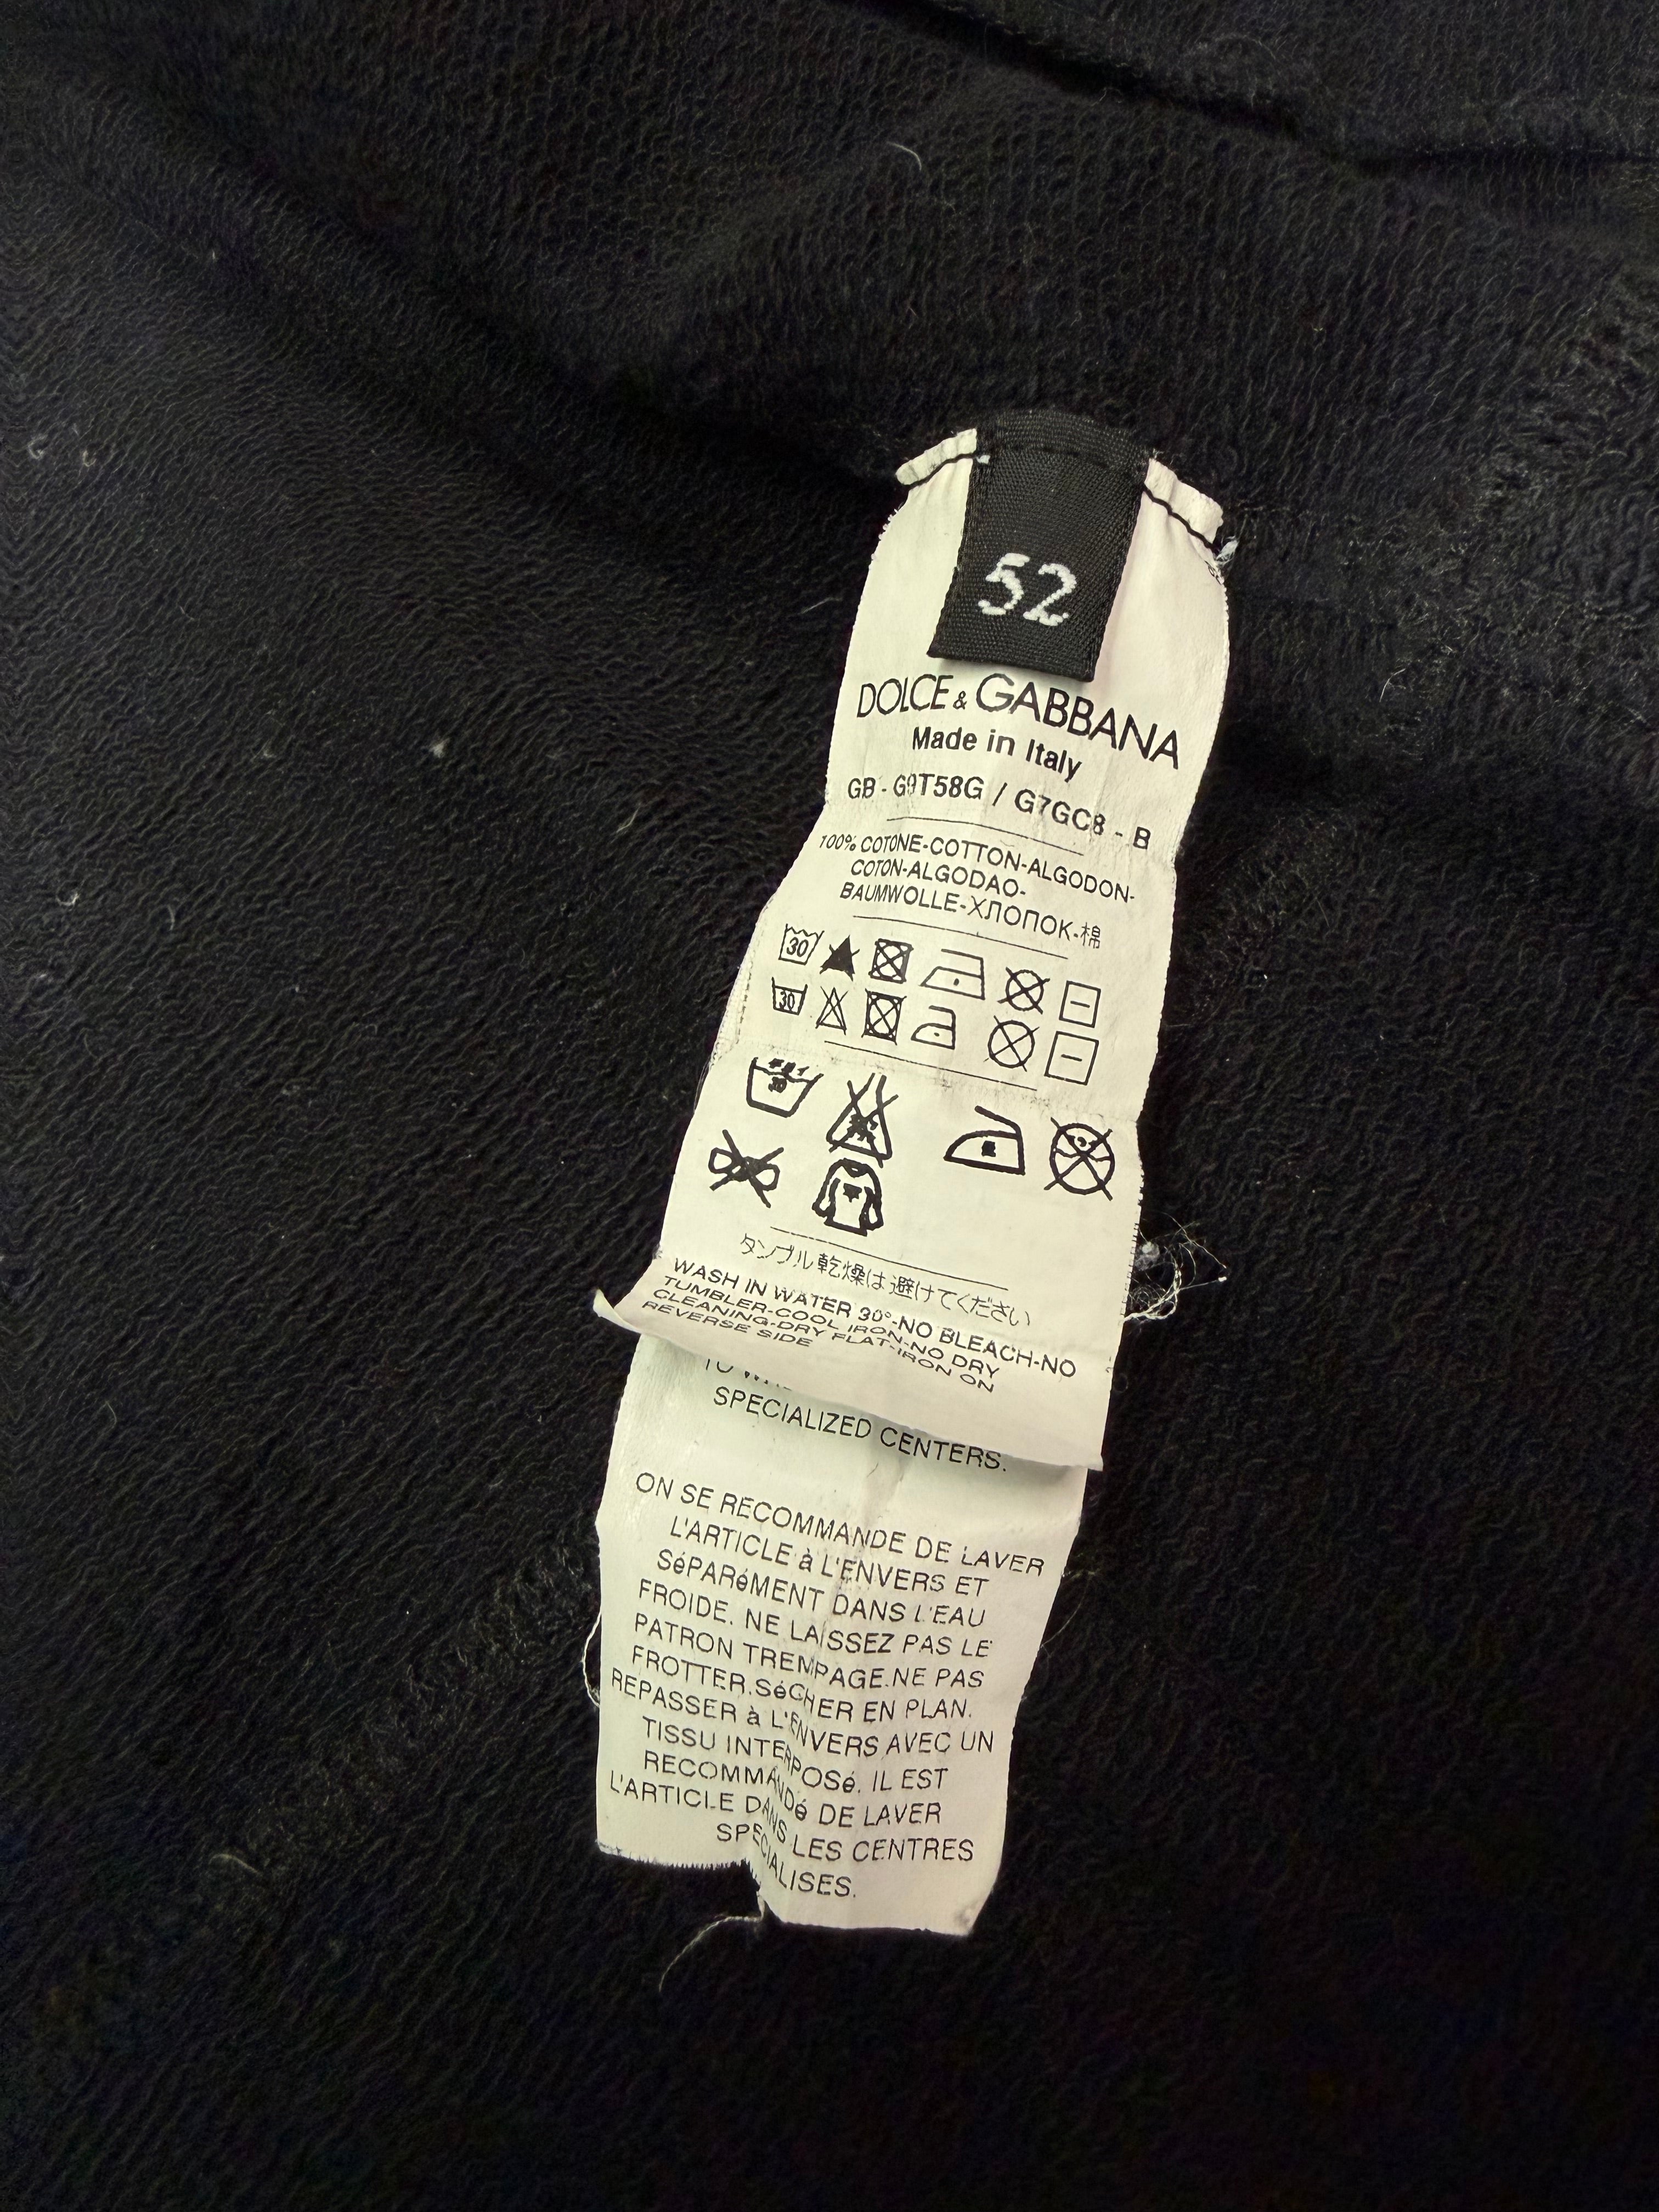 52
DOLCE & GABBANA
Made in Italy
GB - G9T58G / G7GC8 - B
100% COTONE-COTTON-ALGODON-
COTON-ALGODAO-
BAUMWOLLE-ХЛОПОК-棉
30
30
30
タンブル乾燥は避けてください
WASH IN WATER 30°-NO BLEACH-NO
TUMBLER-COOL IRON-NO DRY
CLEANING-DRY FLAT-IRON ON
REVERSE SIDE
TO
SPECIALIZED CENTERS.
ON SE RECOMMANDE DE LAVER
L'ARTICLE à L'ENVERS ET
SéPARéMENT DANS L'EAU
FROIDE. NE LAISSEZ PAS LE
PATRON TREMPAGE.NE PAS
FROTTER.SéCHER EN PLAN.
REPASSER à L'ENVERS AVEC UN
TISSU INTERPOSé. IL EST
RECOMMANDé DE LAVER
L'ARTICLE DANS LES CENTRES
SPECIALISES.